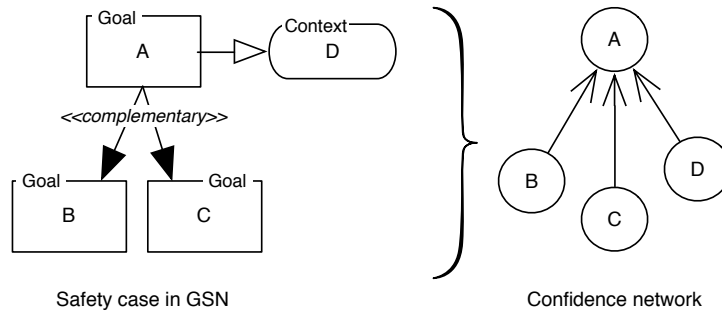 Goal
A
Context
D
<<complementary>>
Goal
B
Goal
C
Safety case in GSN
A
B
C
D
Confidence network